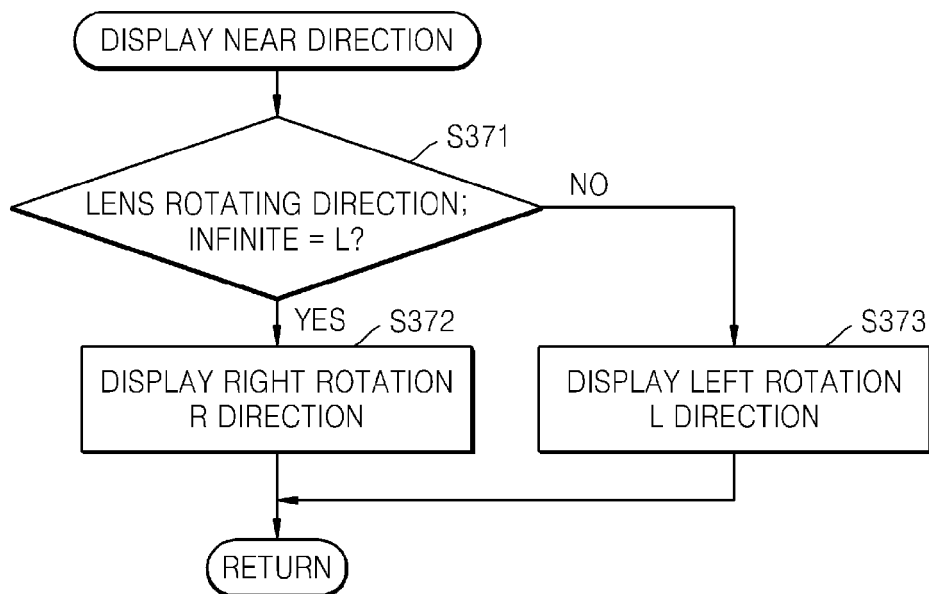 DISPLAY NEAR DIRECTION
S371
LENS ROTATING DIRECTION;
INFINITE = L?
NO
YES
S372
DISPLAY RIGHT ROTATION
R DIRECTION
S373
DISPLAY LEFT ROTATION
L DIRECTION
RETURN